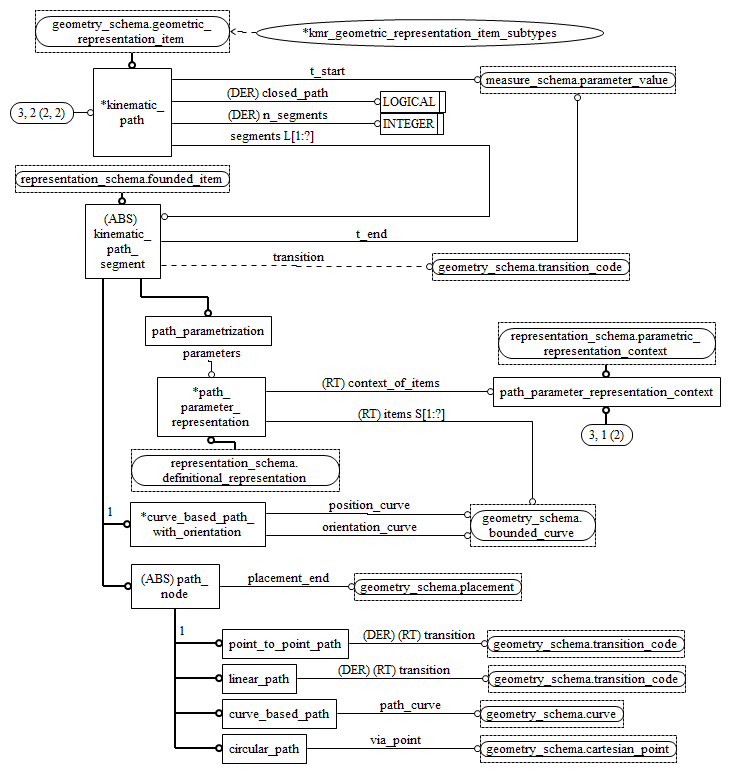 geometry_schema.geometric_
representation_item
*kmr_geometric_representation_item_subtypes
t_start
measure_schema.parameter_value
3, 2 (2, 2)
*kinematic_
path
(DER) closed_path
LOGICAL
(DER) n_segments
INTEGER
segments L[1:?]
representation_schema.founded_item
(ABS)
kinematic_
path_
segment
t_end
transition
geometry_schema.transition_code
path_parametrization
parameters
representation_schema.parametric_
representation_context
*path_
parameter_
representation
(RT) context_of_items
path_parameter_representation_context
(RT) items S[1:?]
3, 1 (2)
representation_schema.
definitional_representation
1
*curve_based_path_
with_orientation
position_curve
orientation_curve
geometry_schema.
bounded_curve
(ABS) path_
node
placement_end
geometry_schema.placement
1
point_to_point_path
(DER) (RT) transition
geometry_schema.transition_code
linear_path
(DER) (RT) transition
geometry_schema.transition_code
curve_based_path
path_curve
geometry_schema.curve
circular_path
via_point
geometry_schema.cartesian_point